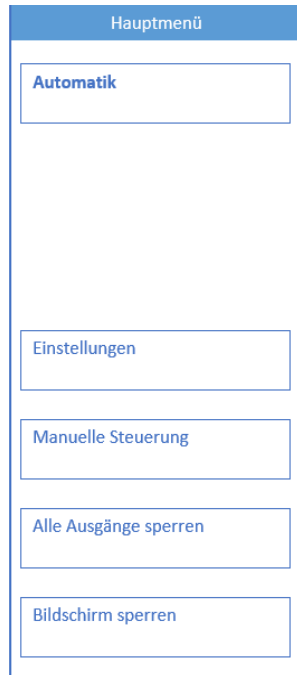 Hauptmenü
Automatik
Einstellungen
Manuelle Steuerung
Alle Ausgänge sperren
Bildschirm sperren